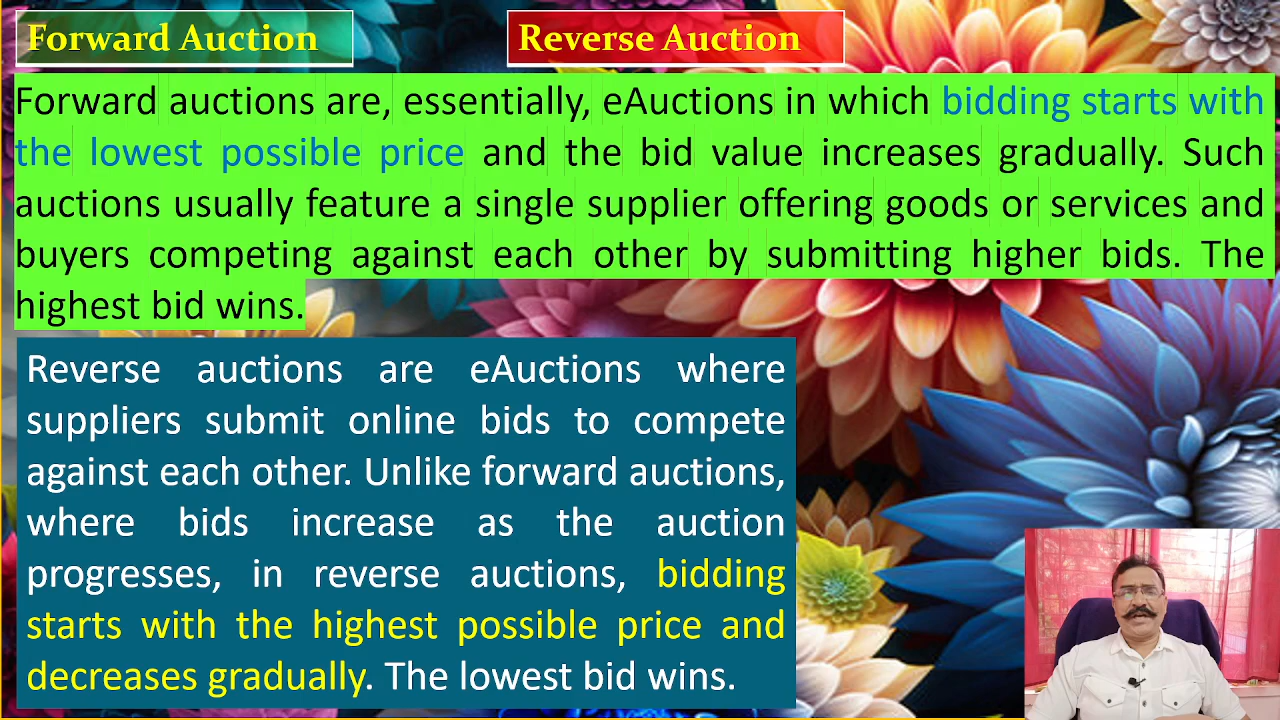 Forward Auction
Reverse Auction
Forward auctions are, essentially, eAuctions in which bidding starts with
the lowest possible price and the bid value increases gradually. Such
auctions usually feature a single supplier offering goods or services and
buyers competing against each other by submitting higher bids. The
highest bid wins.
Reverse auctions are eAuctions where
suppliers submit online bids to compete
against each other. Unlike forward auctions,
where bids increase as the auction
progresses, in reverse auctions, bidding
starts with the highest possible price and
decreases gradually. The lowest bid wins.